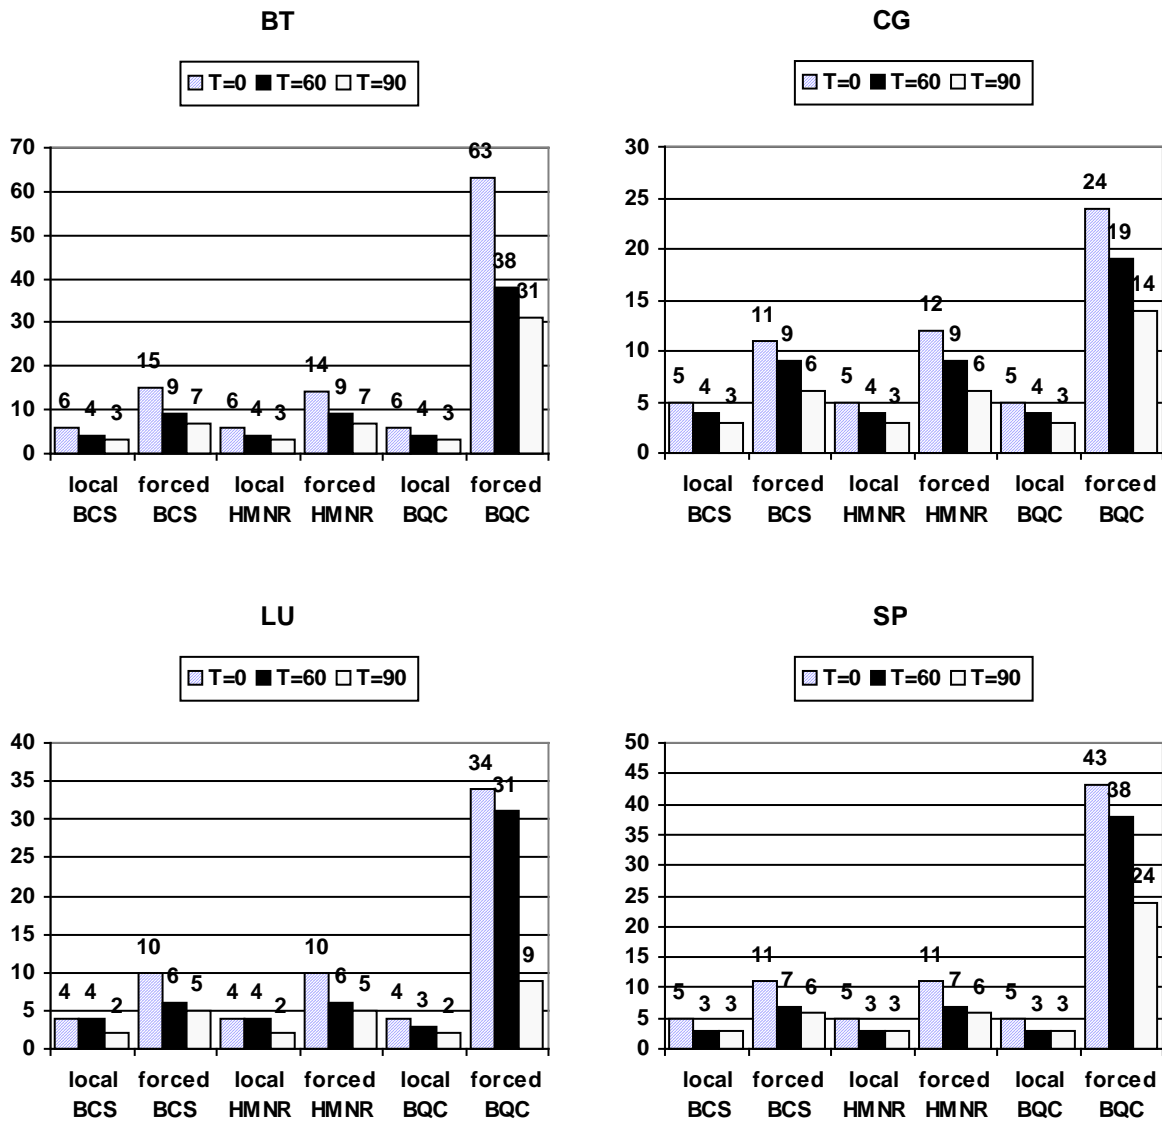 BT
T=0 T=60 T=90
70
60
50
40
30
20
10
0
6 4 3 15 9 7 6 4 3 14 9 7 6 4 3 63 38 31
local forced local forced local forced
BCS BCS HMNR HMNR BQC BQC
CG
T=0 T=60 T=90
30
25
20
15
10
5
0
5 4 3 11 9 6 5 4 3 12 9 6 5 4 3 24 19 14
local forced local forced local forced
BCS BCS HMNR HMNR BQC BQC
LU
T=0 T=60 T=90
40
35
30
25
20
15
10
5
0
4 4 2 10 6 5 4 4 2 10 6 5 4 3 2 34 31 9
local forced local forced local forced
BCS BCS HMNR HMNR BQC BQC
SP
T=0 T=60 T=90
50
45
40
35
30
25
20
15
10
5
0
5 3 3 11 7 6 5 3 3 11 7 6 5 3 3 43 38 24
local forced local forced local forced
BCS BCS HMNR HMNR BQC BQC